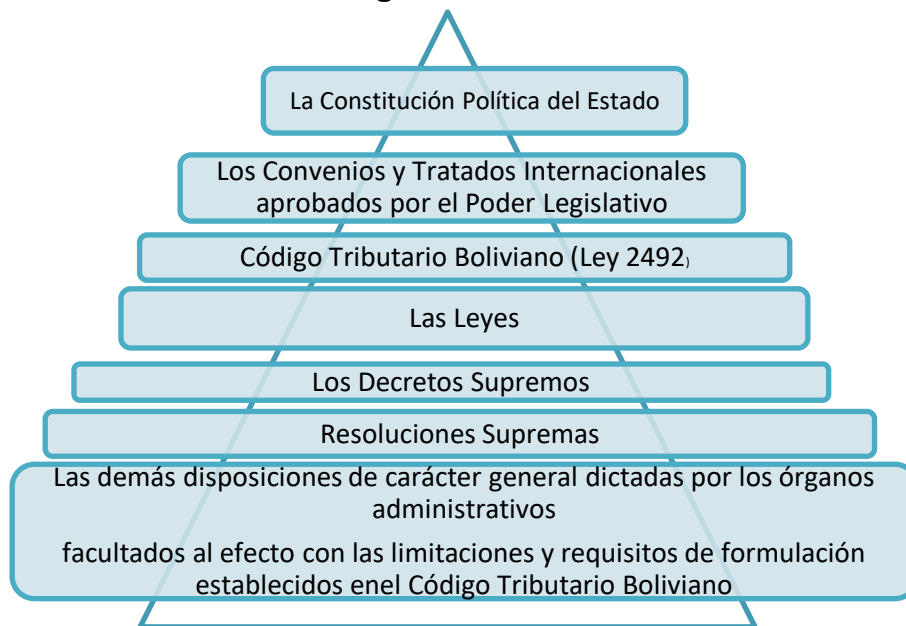 La Constitución Política del Estado
Los Convenios y Tratados Internacionales
aprobados por el Poder Legislativo
Código Tributario Boliviano (Ley 2492)
Las Leyes
Los Decretos Supremos
Resoluciones Supremas
Las demás disposiciones de carácter general dictadas por los órganos
administrativos
facultados al efecto con las limitaciones y requisitos de formulación
establecidos enel Código Tributario Boliviano